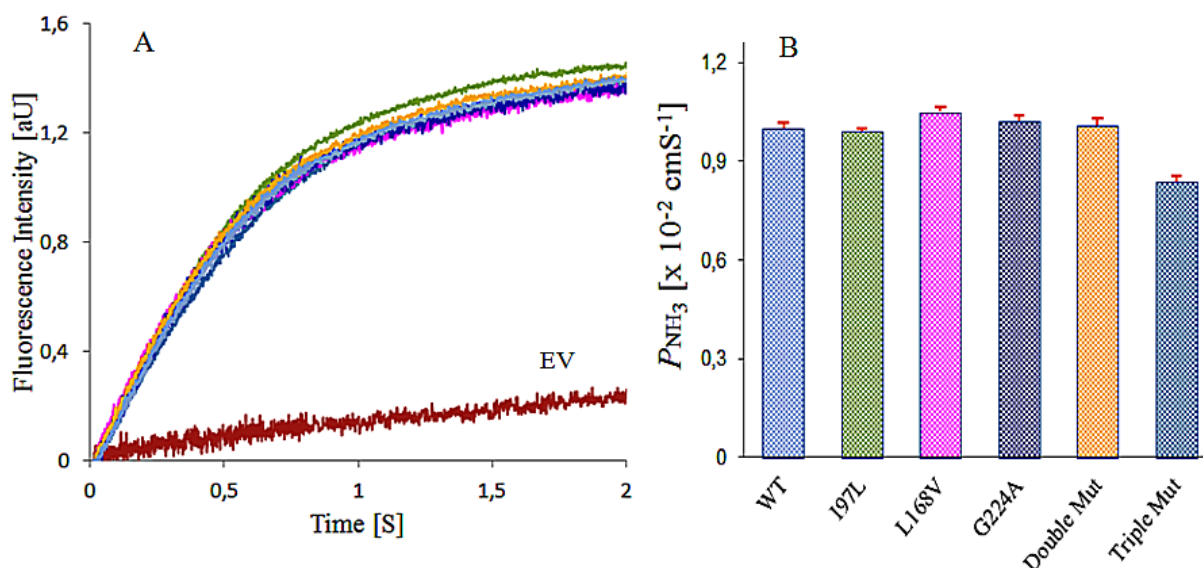 A
Fluorescence Intensity [aU]
1,6
1,2
0,8
0,4
0
EV
0
0,5
1
1,5
2
Time [S]
B
P_NH₃ [x 10⁻² cmS⁻¹]
1,2
0,9
0,6
0,3
0
WT
I97L
L168V
G224A
Double Mut
Triple Mut